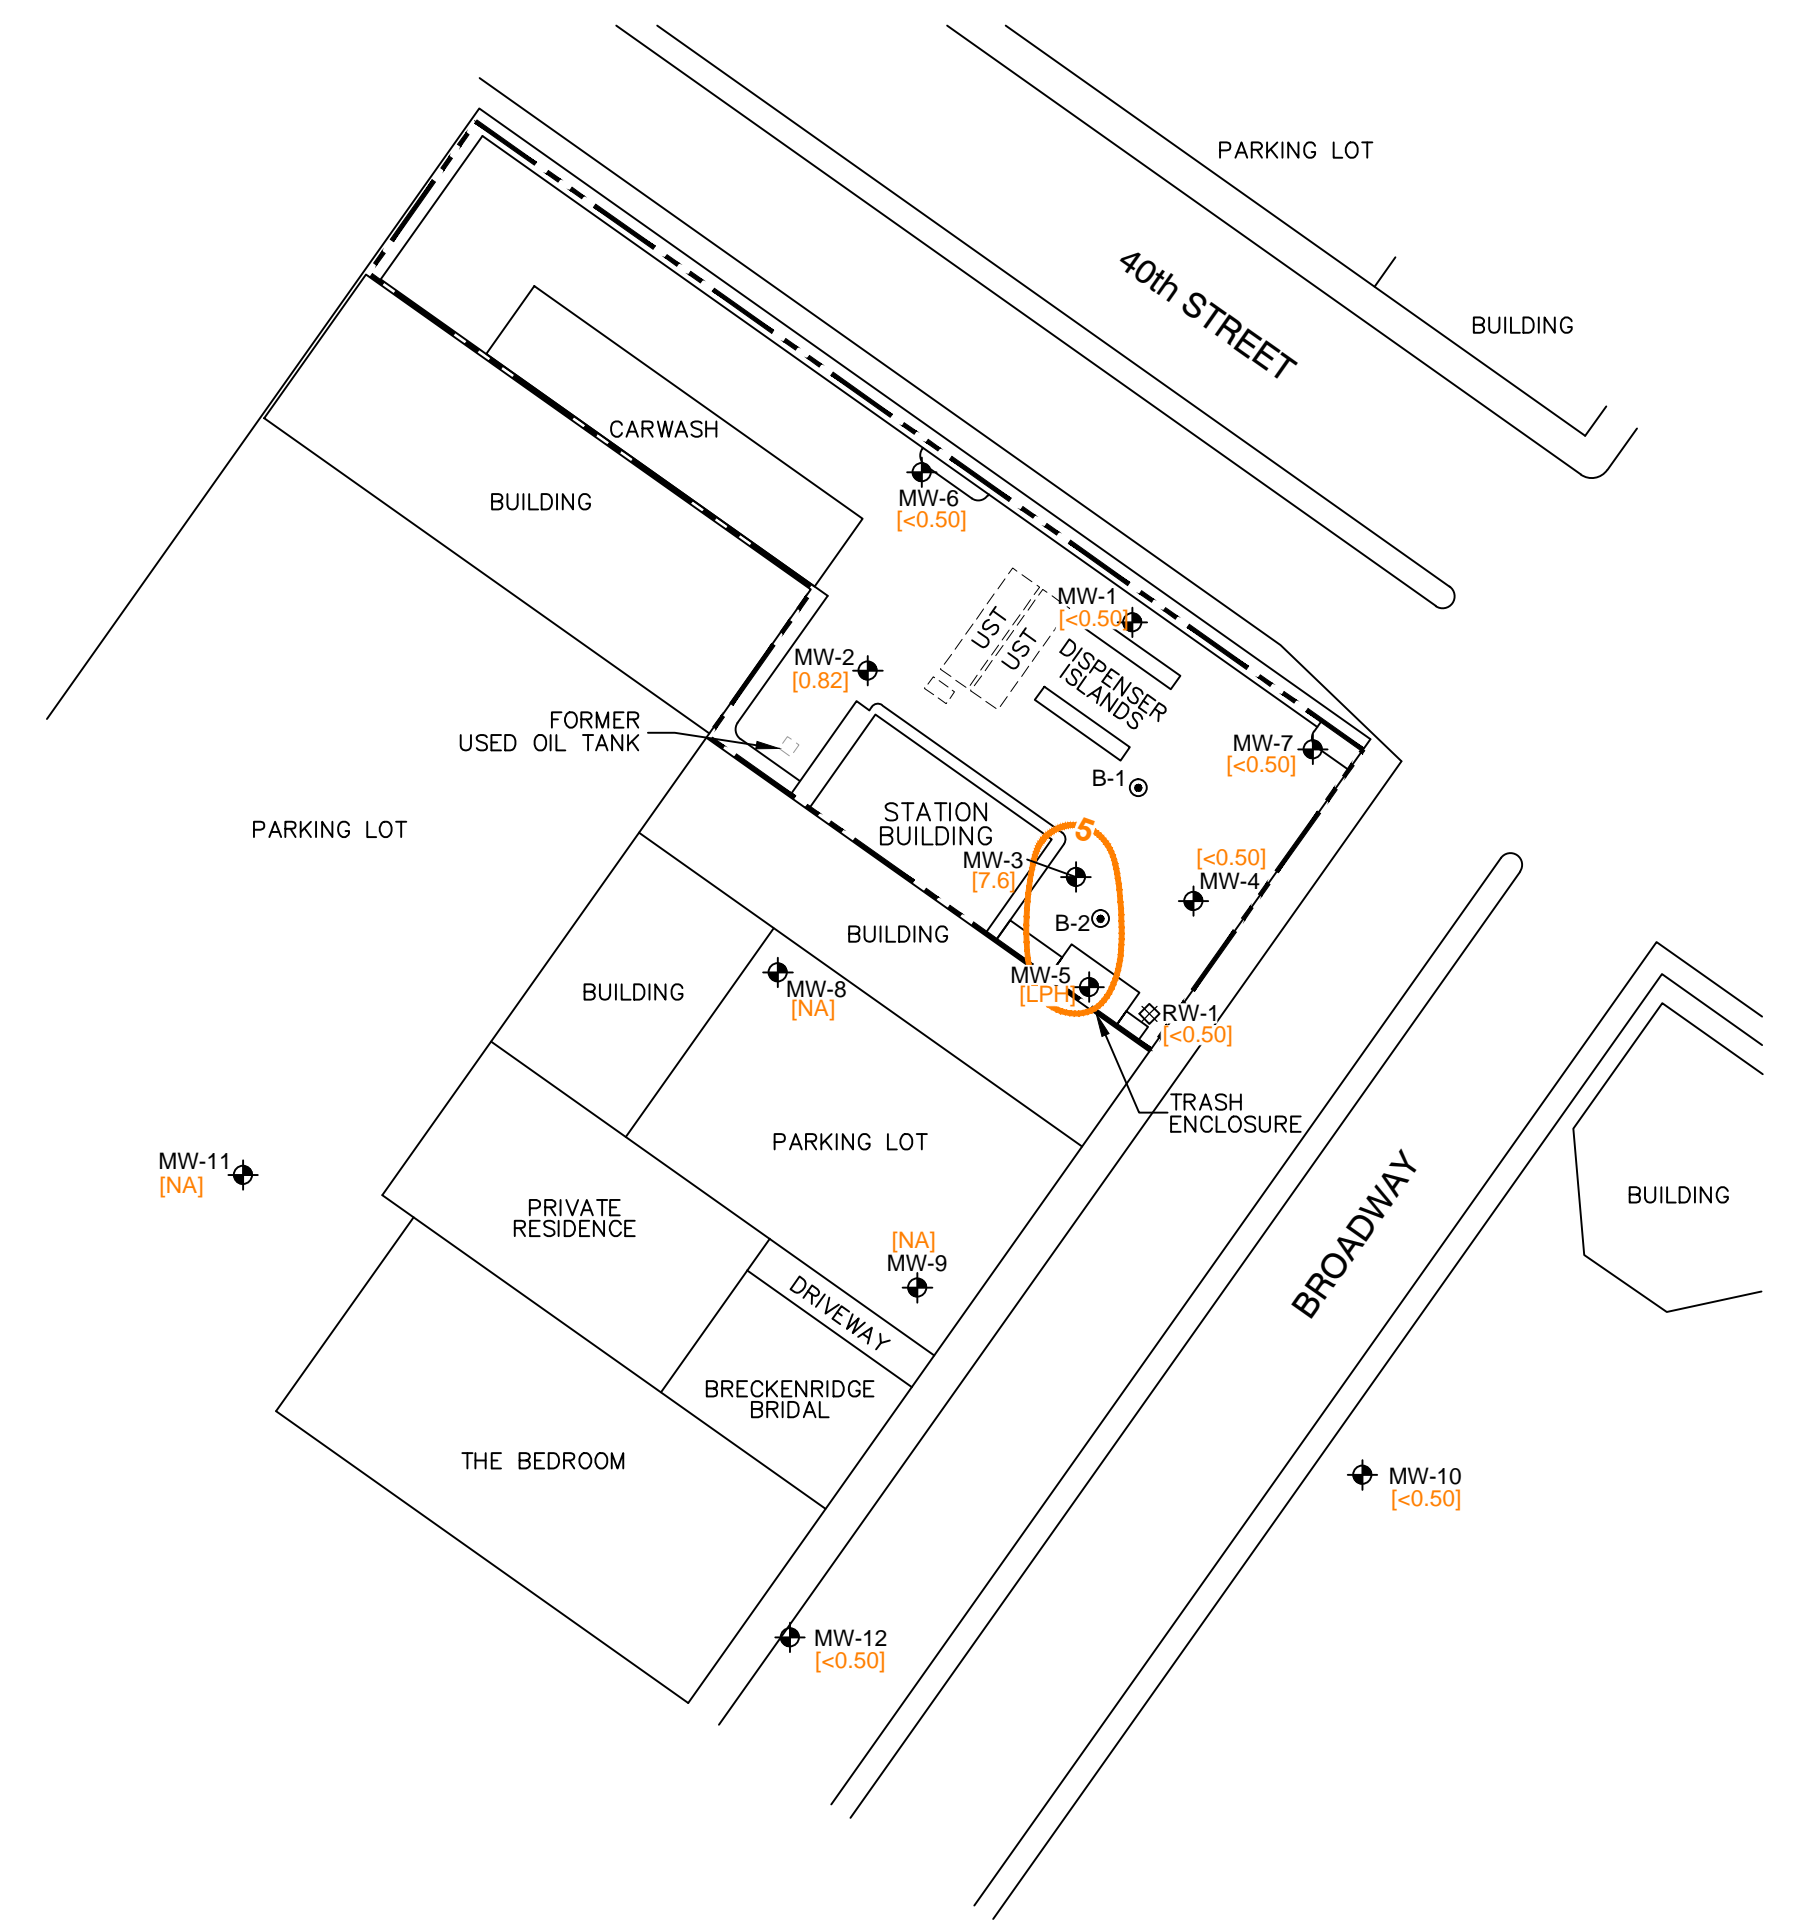 PARKING LOT
40th STREET
BUILDING
CARWASH
BUILDING
MW-6
[<0.50]
MW-1
[<0.50]
UST
UST
DISPENSER
ISLANDS
MW-2
[0.82]
FORMER
USED OIL TANK
MW-7
[<0.50]
B-1
STATION
BUILDING
5
PARKING LOT
MW-3
[7.6]
[<0.50]
MW-4
B-2
BUILDING
MW-5
[LPH]
BUILDING
MW-8
[NA]
RW-1
[<0.50]
TRASH
ENCLOSURE
PARKING LOT
MW-11
[NA]
BROADWAY
BUILDING
PRIVATE
RESIDENCE
[NA]
MW-9
DRIVEWAY
BRECKENRIDGE
BRIDAL
THE BEDROOM
MW-10
[<0.50]
MW-12
[<0.50]